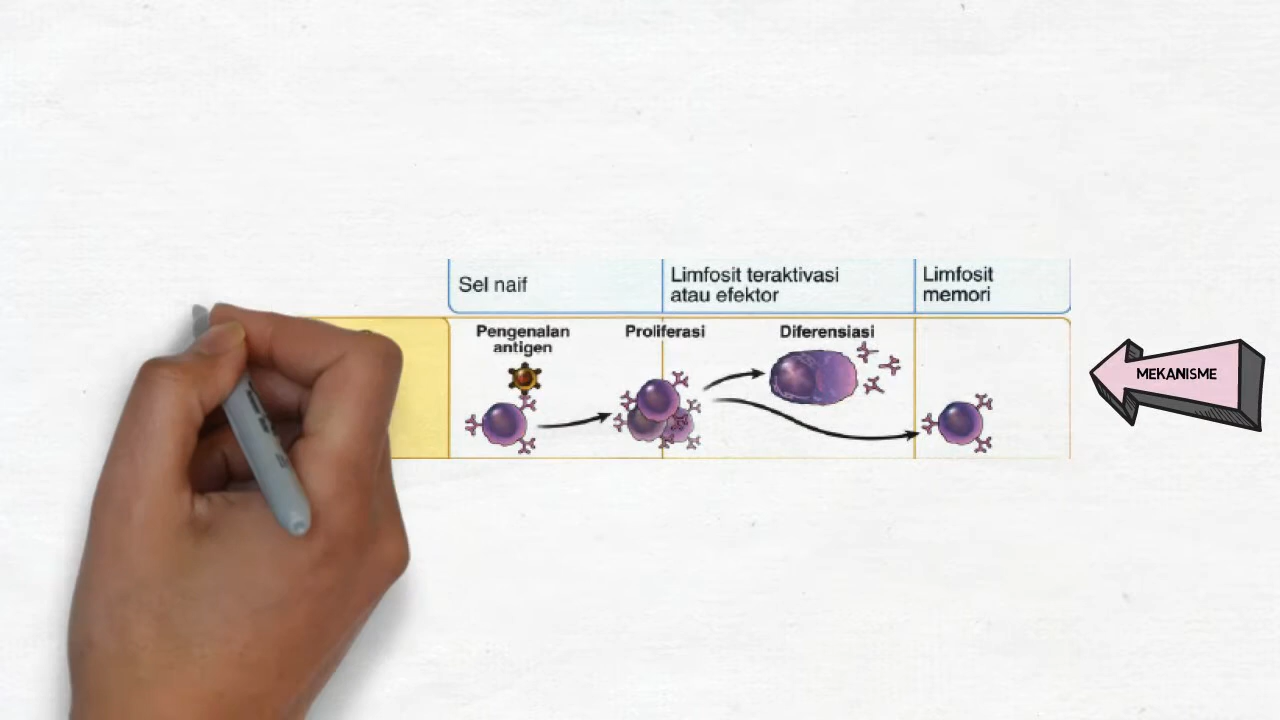 Sel naif
Limfosit teraktivasi
atau efektor
Limfosit
memori
Pengenalan
antigen
Proliferasi
Diferensiasi
MEKANISME